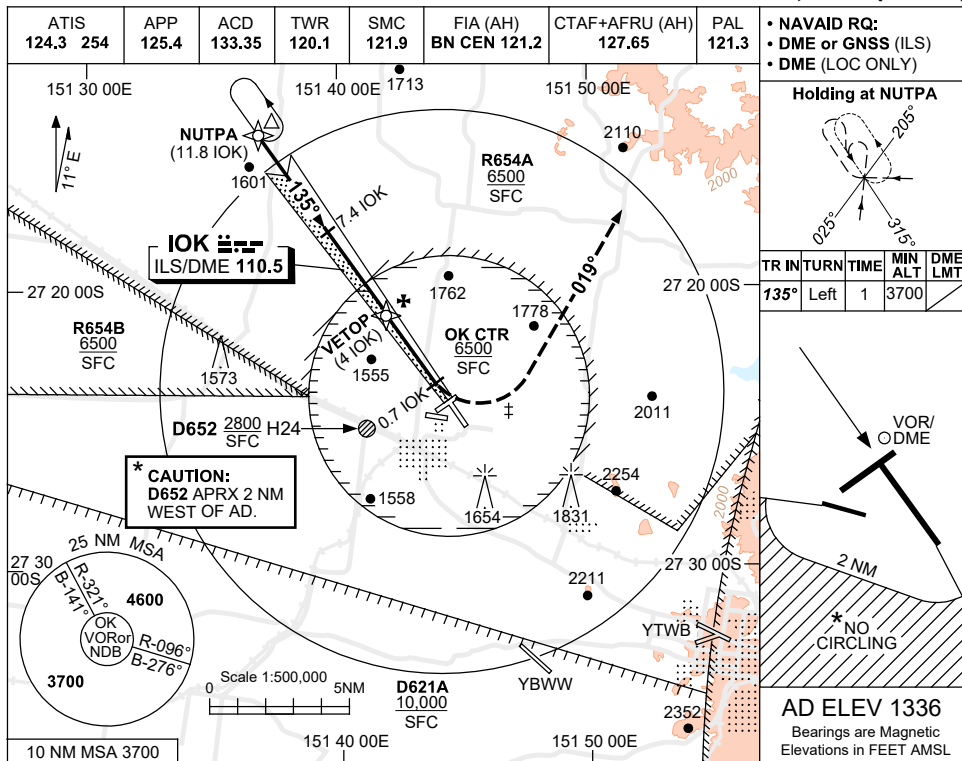 ATIS
124.3 254
APP
125.4
ACD
133.35
TWR
120.1
SMC
121.9
FIA (AH)
BN CEN 121.2
CTAF+AFRU (AH)
127.65
PAL
121.3
• NAVAID RQ:
• DME or GNSS (ILS)
• DME (LOC ONLY)
151 30 00E
151 40 00E
151 50 00E
1713
Holding at NUTPA
205°
025°
315°
11° E
NUTPA
(11.8 IOK)
1601
2110
2000
R654A
6500
SFC
135°
7.4 IOK
IOK
ILS/DME 110.5
019°
TR IN
TURN
TIME
MIN ALT
DME LMT
135°
Left
1
3700
27 20 00S
27 20 00S
1762
1778
R654B
6500
SFC
VETOP
(4 IOK)
OK CTR
6500
SFC
1573
1555
0.7 IOK
2011
‡
D652 2800 H24
SFC
VOR/
DME
* CAUTION:
D652 APRX 2 NM
WEST OF AD.
1558
1654
1831
2254
2000
2 NM
*NO
CIRCLING
25 NM MSA
27 30
00S
27 30 00S
R-321°
B-141°
4600
OK
VOR or
NDB
R-096°
B-276°
3700
2211
YTWB
YBWW
Scale 1:500,000
0
5NM
D621A
10,000
SFC
2352
AD ELEV 1336
Bearings are Magnetic
Elevations in FEET AMSL
10 NM MSA 3700
151 40 00E
151 50 00E